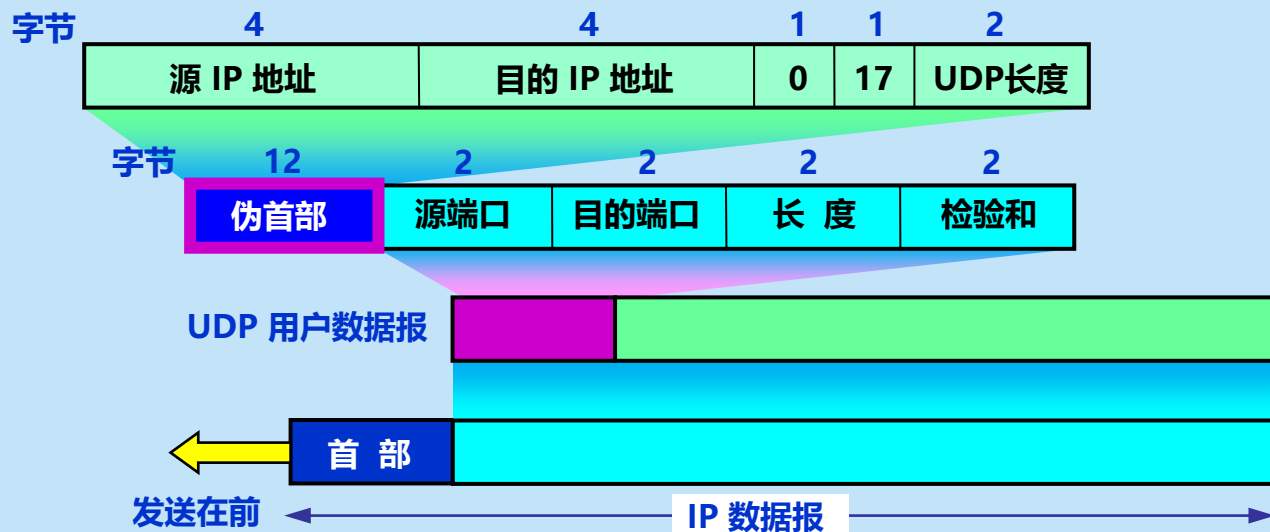 字节 4 4 1 1 2
源 IP 地址 目的 IP 地址 0 17 UDP长度
字节 12 2 2 2 2
伪首部 源端口 目的端口 长 度 检验和
UDP 用户数据报
首 部
发送在前 IP 数据报